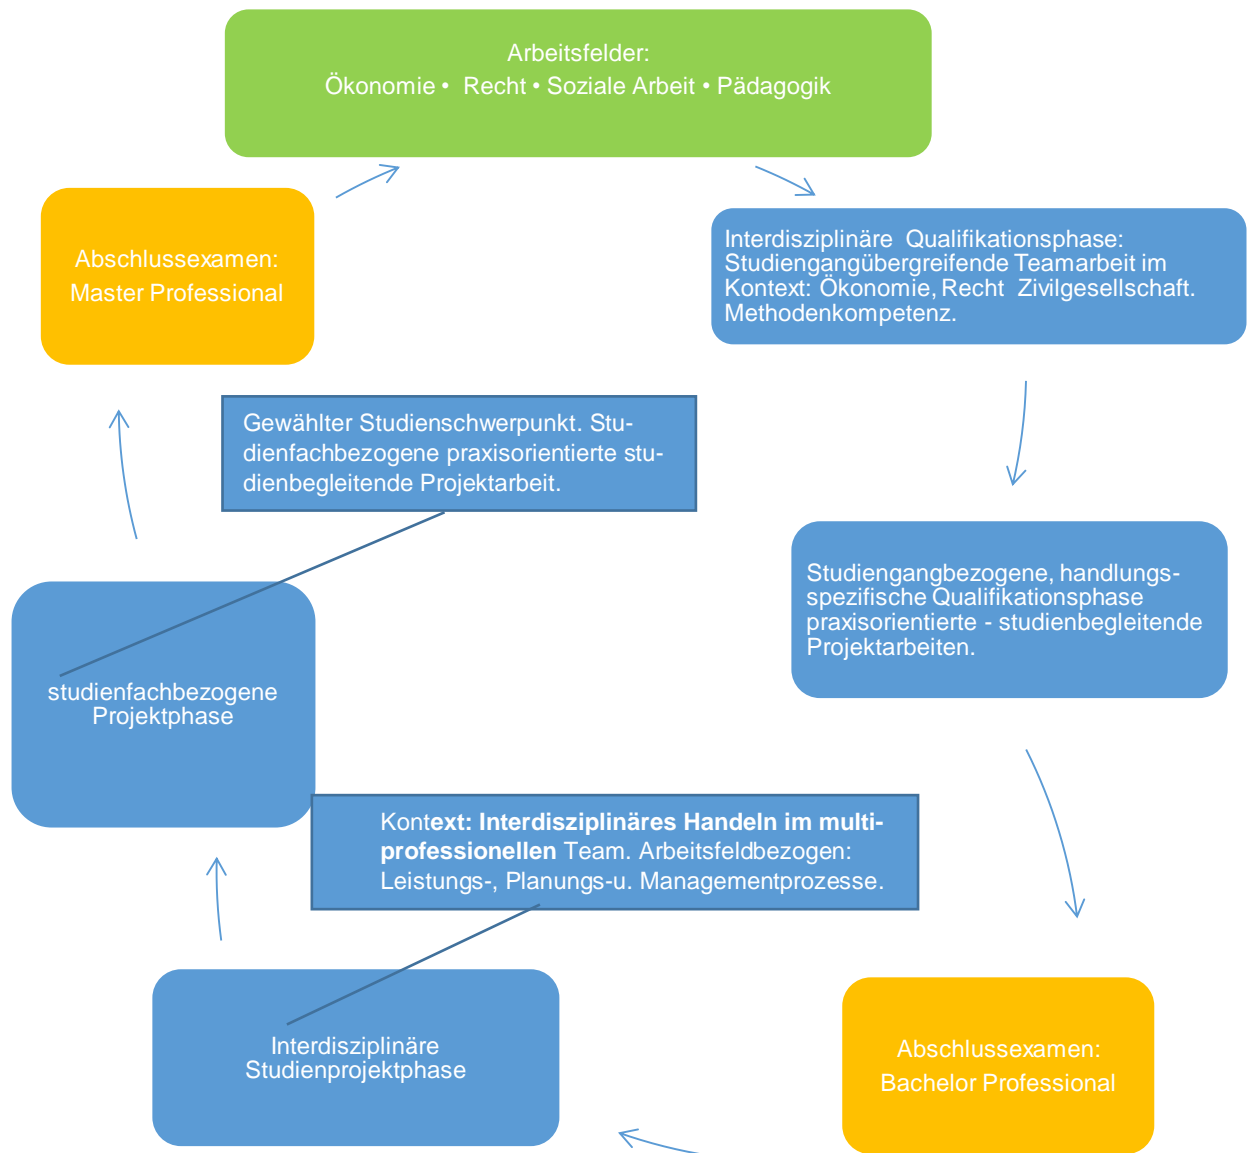 Arbeitsfelder:
Ökonomie • Recht • Soziale Arbeit • Pädagogik
Abschlussexamen:
Master Professional
Interdisziplinäre Qualifikationsphase:
Studiengangübergreifende Teamarbeit im
Kontext: Ökonomie, Recht Zivilgesellschaft.
Methodenkompetenz.
Gewählter Studienschwerpunkt. Stu-
dienfachbezogene praxisorientierte stu-
dienbegleitende Projektarbeit.
Studiengangbezogene, handlungs-
spezifische Qualifikationsphase
praxisorientierte - studienbegleitende
Projektarbeiten.
studienfachbezogene
Projektphase
Kontext: Interdisziplinäres Handeln im multi-
professionellen Team. Arbeitsfeldbezogen:
Leistungs-, Planungs-u. Managementprozesse.
Interdisziplinäre
Studienprojektphase
Abschlussexamen:
Bachelor Professional